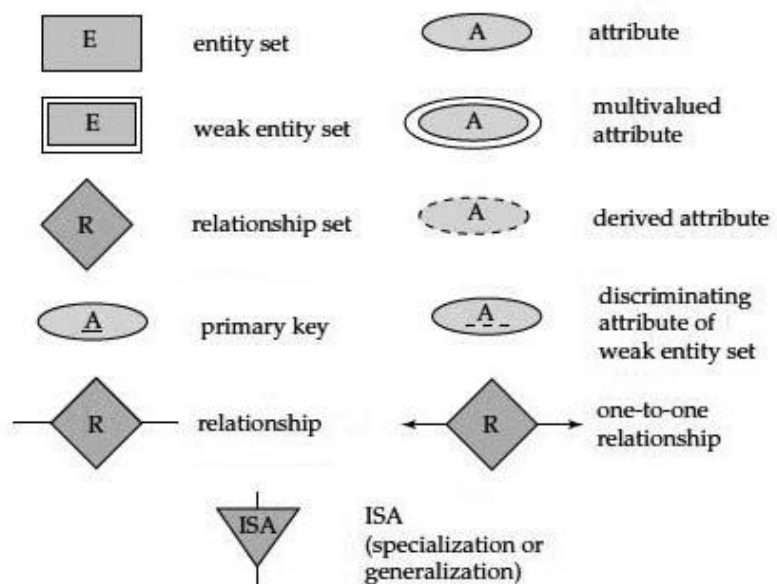 E
entity set
A
attribute
E
weak entity set
A
multivalued
attribute
R
relationship set
A
derived attribute
A
primary key
A
discriminating
attribute of
weak entity set
R
relationship
R
one-to-one
relationship
ISA
ISA
(specialization or
generalization)